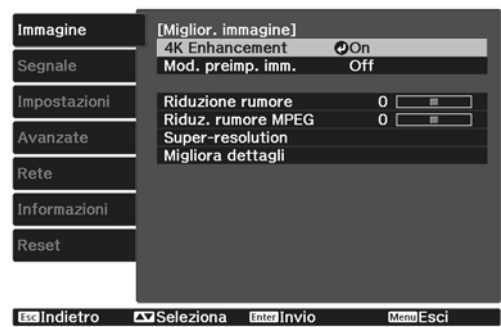 Immagine
[Miglior. immagine]
4K Enhancement On
Segnale
Mod. preimp. imm. Off
Impostazioni
Riduzione rumore 0
Riduz. rumore MPEG 0
Avanzate
Super-resolution
Migliora dettagli
Rete
Informazioni
Reset
Esc Indietro Seleziona Enter Invio Menu Esci